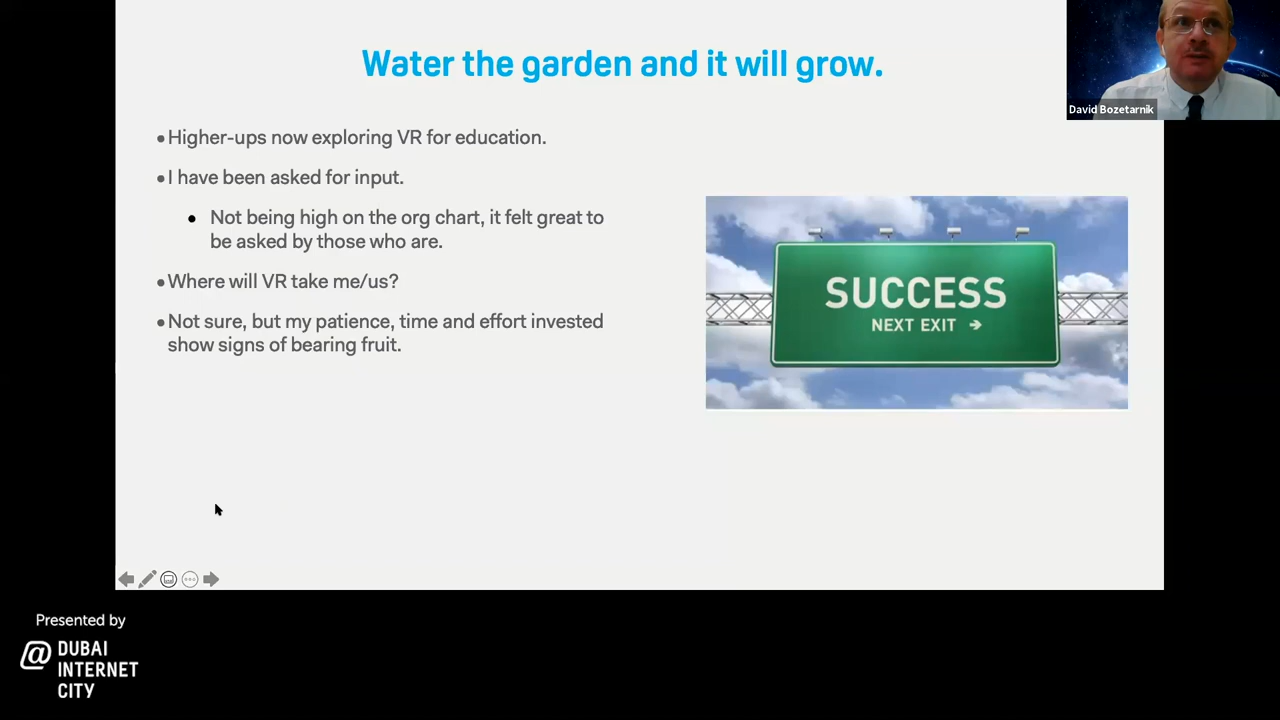 Water the garden and it will grow.
David Bozetarnik
•Higher-ups now exploring VR for education.
•I have been asked for input.
• Not being high on the org chart, it felt great to
be asked by those who are.
•Where will VR take me/us?
•Not sure, but my patience, time and effort invested
show signs of bearing fruit.
SUCCESS
NEXT EXIT →
Presented by
@ DUBAI
INTERNET
CITY